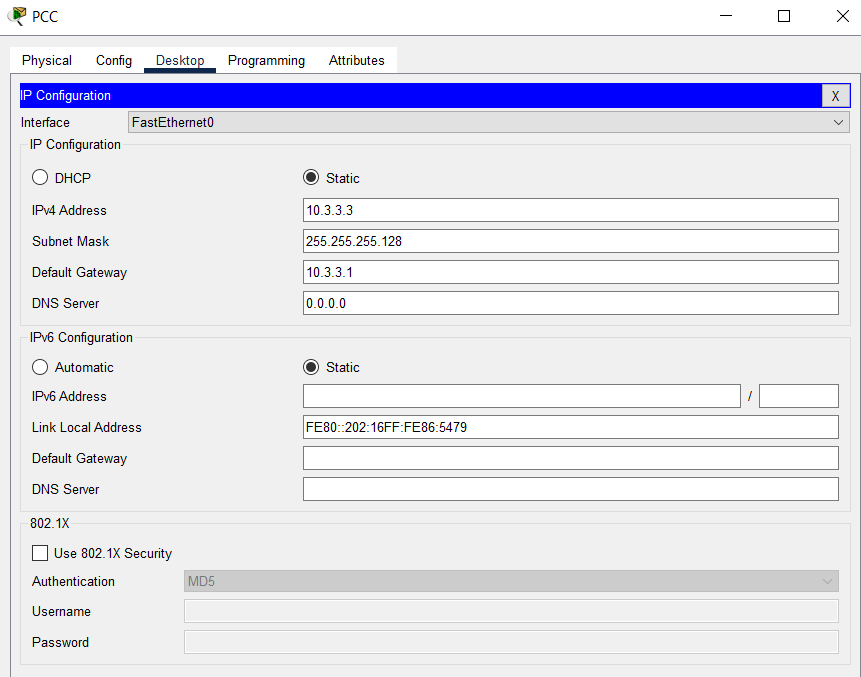 PCC
Physical Config Desktop Programming Attributes
IP Configuration X
Interface FastEthernet0
IP Configuration
DHCP Static
IPv4 Address 10.3.3.3
Subnet Mask 255.255.255.128
Default Gateway 10.3.3.1
DNS Server 0.0.0.0
IPv6 Configuration
Automatic Static
IPv6 Address /
Link Local Address FE80::202:16FF:FE86:5479
Default Gateway
DNS Server
802.1X
Use 802.1X Security
Authentication MD5
Username
Password